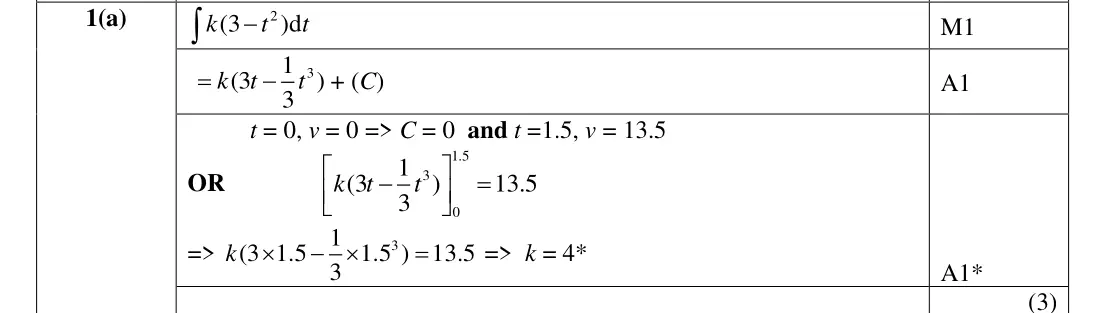 1(a) ∫k(3−t²)dt M1
=k(3t−1/3 t³) + (C) A1
t = 0, v = 0 => C = 0 and t =1.5, v = 13.5
OR [k(3t−1/3 t³)]₀^1.5 =13.5
=> k(3×1.5−1/3×1.5³)=13.5 => k = 4* A1*
(3)